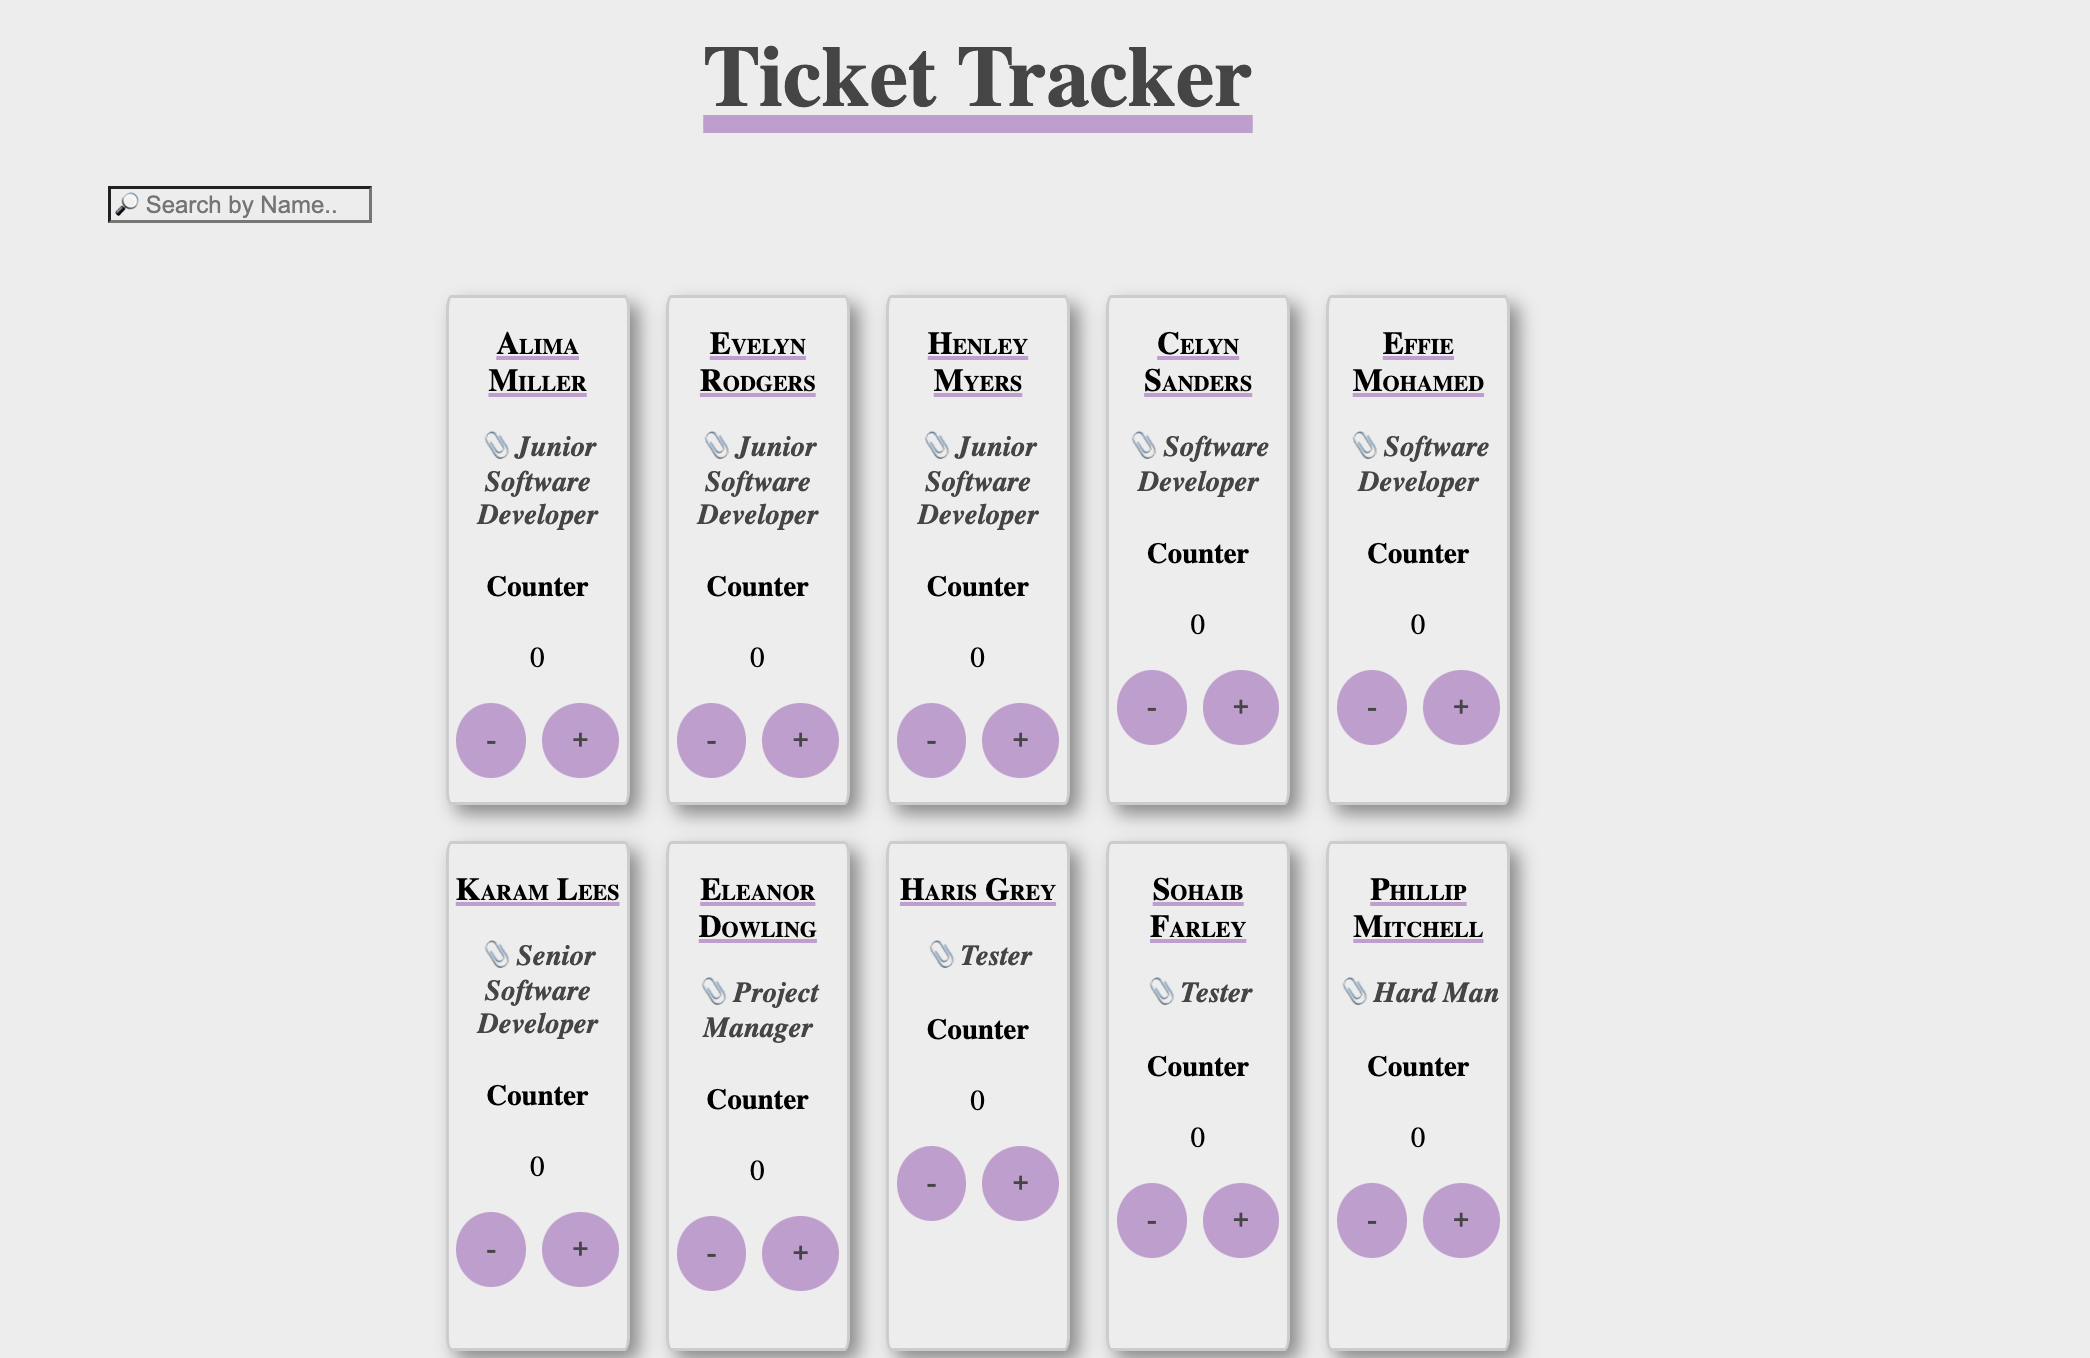 Ticket Tracker
🔎 Search by Name..
Alima
Miller
📎 Junior
Software
Developer
Counter
0
- +
Evelyn
Rodgers
📎 Junior
Software
Developer
Counter
0
- +
Henley
Myers
📎 Junior
Software
Developer
Counter
0
- +
Celyn
Sanders
📎 Software
Developer
Counter
0
- +
Effie
Mohamed
📎 Software
Developer
Counter
0
- +
Karam Lees
📎 Senior
Software
Developer
Counter
0
- +
Eleanor
Dowling
📎 Project
Manager
Counter
0
- +
Haris Grey
📎 Tester
Counter
0
- +
Sohaib
Farley
📎 Tester
Counter
0
- +
Phillip
Mitchell
📎 Hard Man
Counter
0
- +